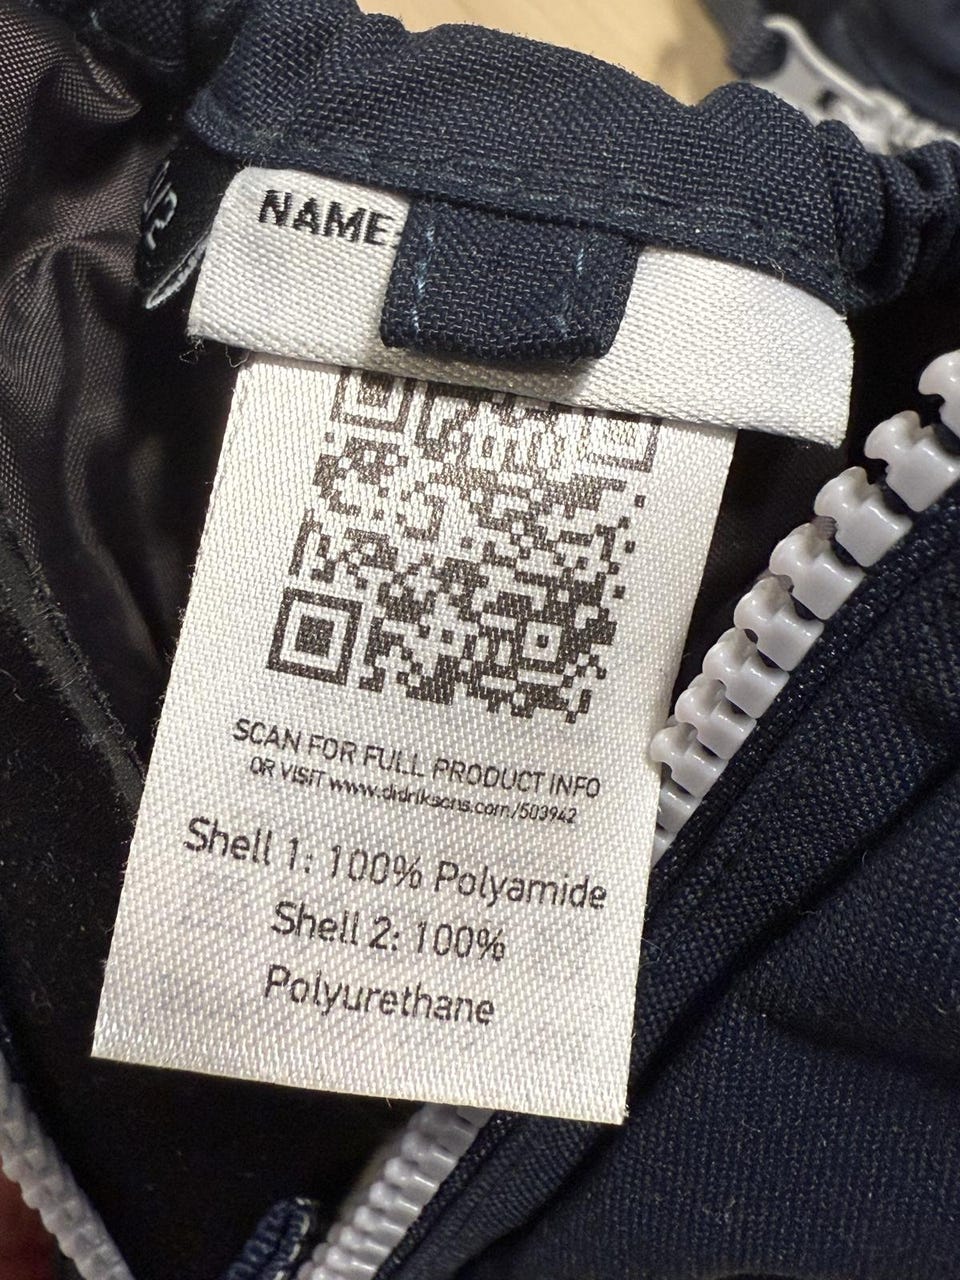 NAME:
SCAN FOR FULL PRODUCT INFO
OR VISIT www.didriksons.com/503942
Shell 1: 100% Polyamide
Shell 2: 100%
Polyurethane